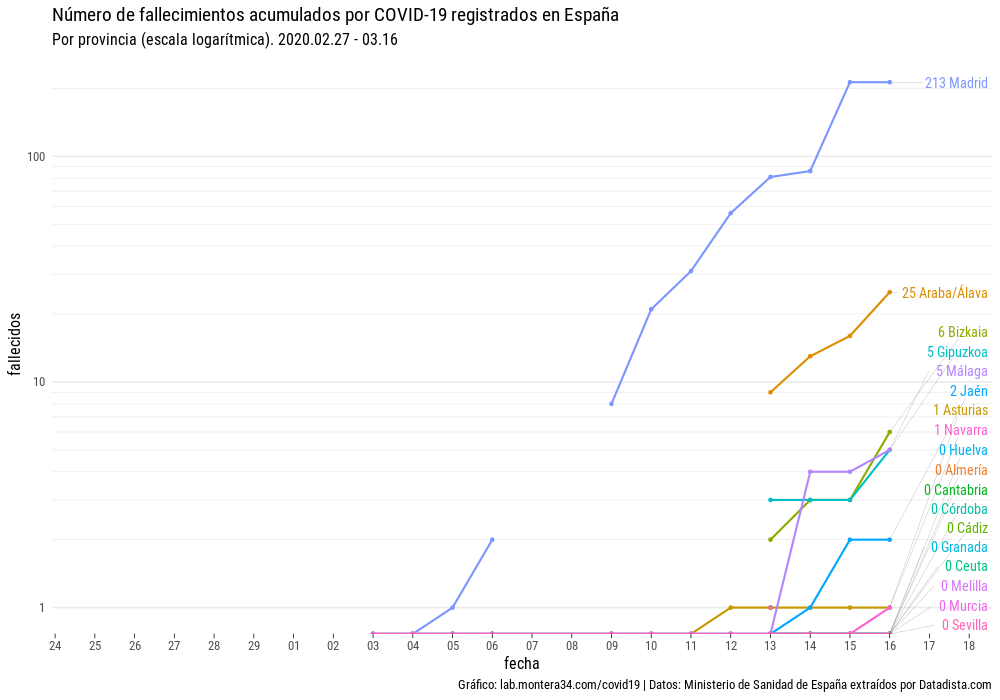 Número de fallecimientos acumulados por COVID-19 registrados en España
Por provincia (escala logarítmica). 2020.02.27 - 03.16
213 Madrid
100
25 Araba/Álava
fallecidos
6 Bizkaia
5 Gipuzkoa
5 Málaga
10
2 Jaén
1 Asturias
1 Navarra
0 Huelva
0 Almería
0 Cantabria
0 Córdoba
0 Cádiz
0 Granada
0 Ceuta
0 Melilla
1
0 Murcia
0 Sevilla
24 25 26 27 28 29 01 02 03 04 05 06 07 08 09 10 11 12 13 14 15 16 17 18
fecha
Gráfico: lab.montera34.com/covid19 | Datos: Ministerio de Sanidad de España extraídos por Datadista.com